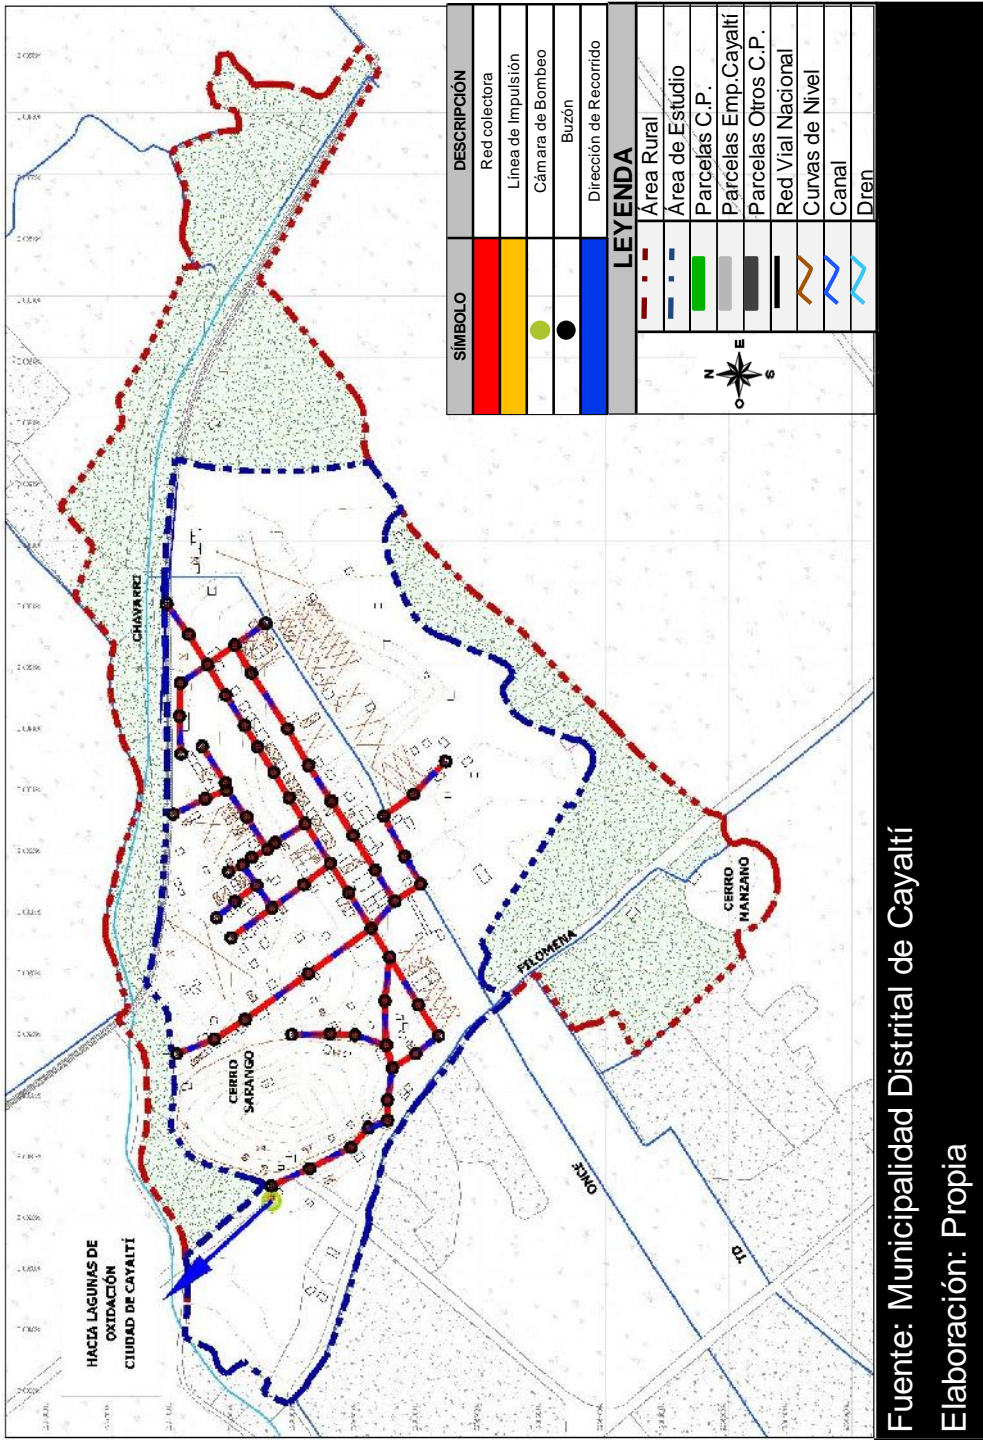 HACIA LAGUNAS DE
OXIDACIÓN
CIUDAD DE CAYALTÍ
CERRO
SARANGO
CHAVARRI
FILOMENA
CERRO
MANZANO
ONCE
TD
SÍMBOLO
DESCRIPCIÓN
Red colectora
Línea de Impulsión
Cámara de Bombeo
Buzón
Dirección de Recorrido
LEYENDA
Área Rural
Área de Estudio
Parcelas C.P.
Parcelas Emp.Cayaltí
Parcelas Otros C.P.
Red Vial Nacional
Curvas de Nivel
Canal
Dren
N
E
S
O
Fuente: Municipalidad Distrital de Cayaltí
Elaboración: Propia